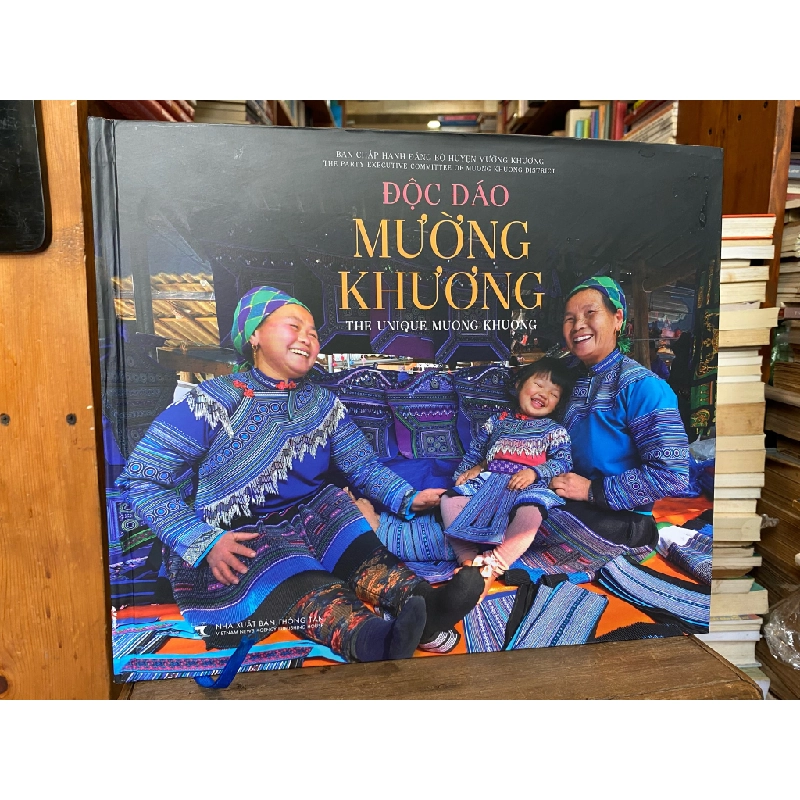 BAN CHẤP HÀNH ĐẢNG BỘ HUYỆN MƯỜNG KHƯƠNG
THE PARTY EXECUTIVE COMMITTEE OF MUONG KHUONG DISTRICT
ĐỘC ĐÁO
MƯỜNG
KHƯƠNG
THE UNIQUE MUONG KHUONG
NHÀ XUẤT BẢN THÔNG TẤN
VIETNAM NEWS AGENCY PUBLISHING HOUSE